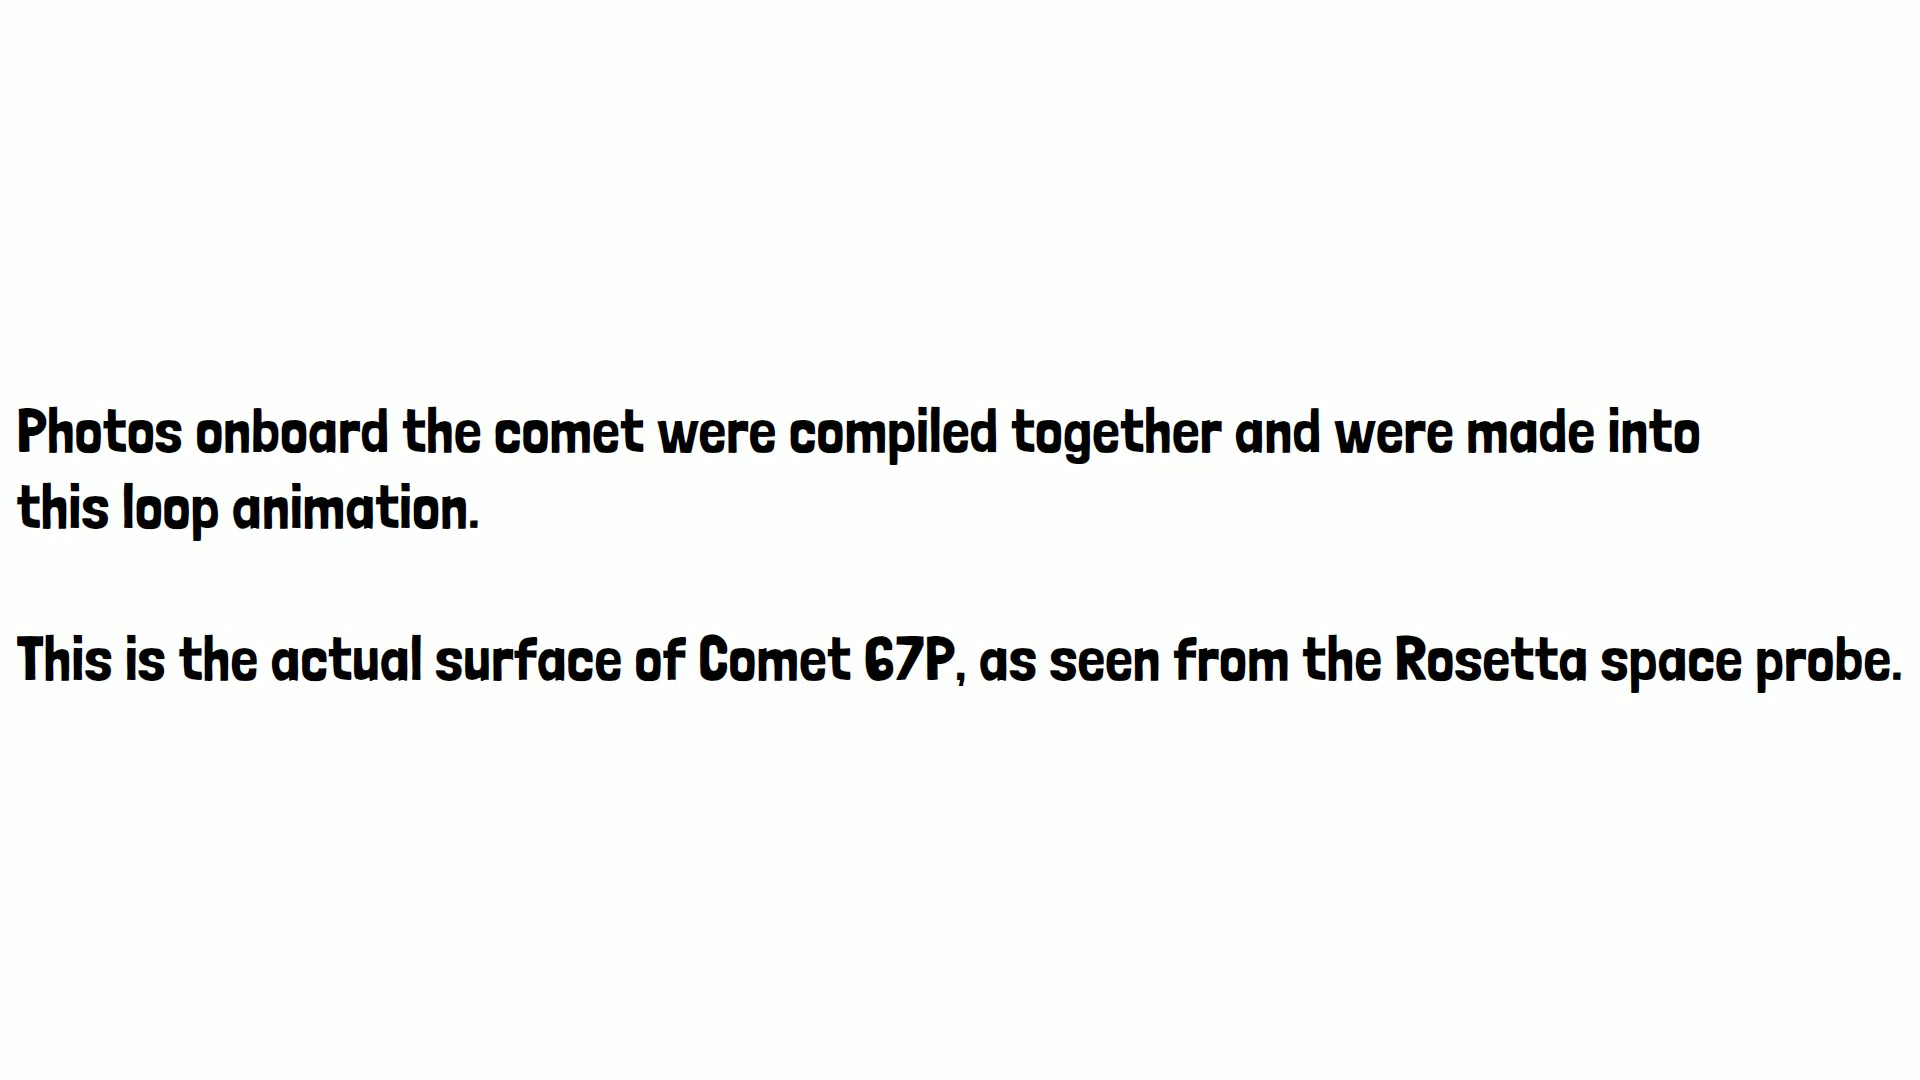 Photos onboard the comet were compiled together and were made into
this loop animation.
This is the actual surface of Comet 67P, as seen from the Rosetta space probe.